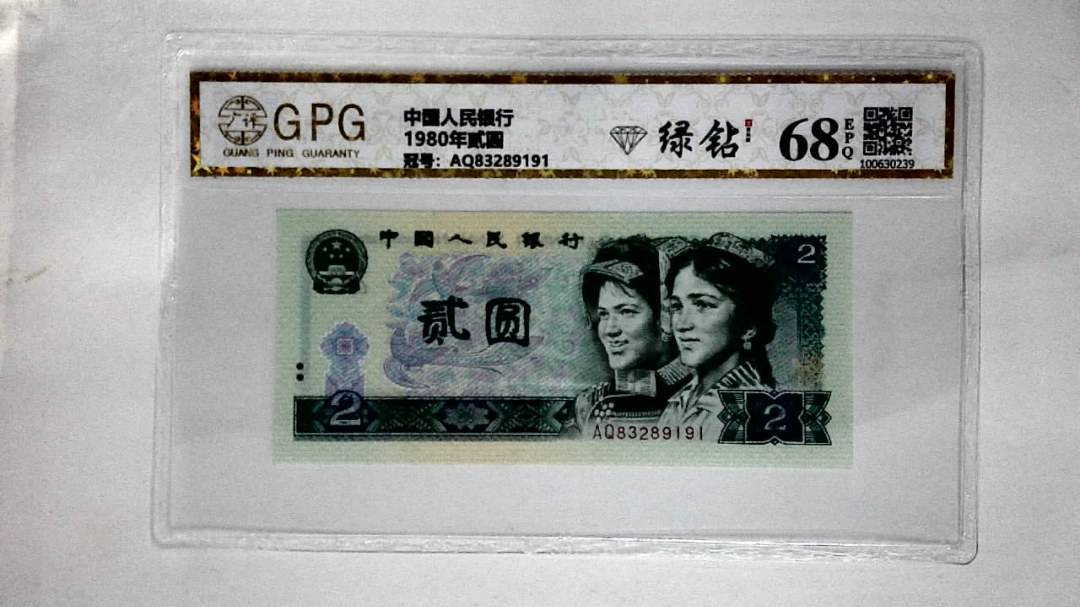 GPG
GUANG PING GUARANTY
中國人民银行
1980年贰圆
冠号：AQ83289191
绿钻
68
EPQ
100630239
中国人民银行
2
贰圆
2
2
AQ83289191